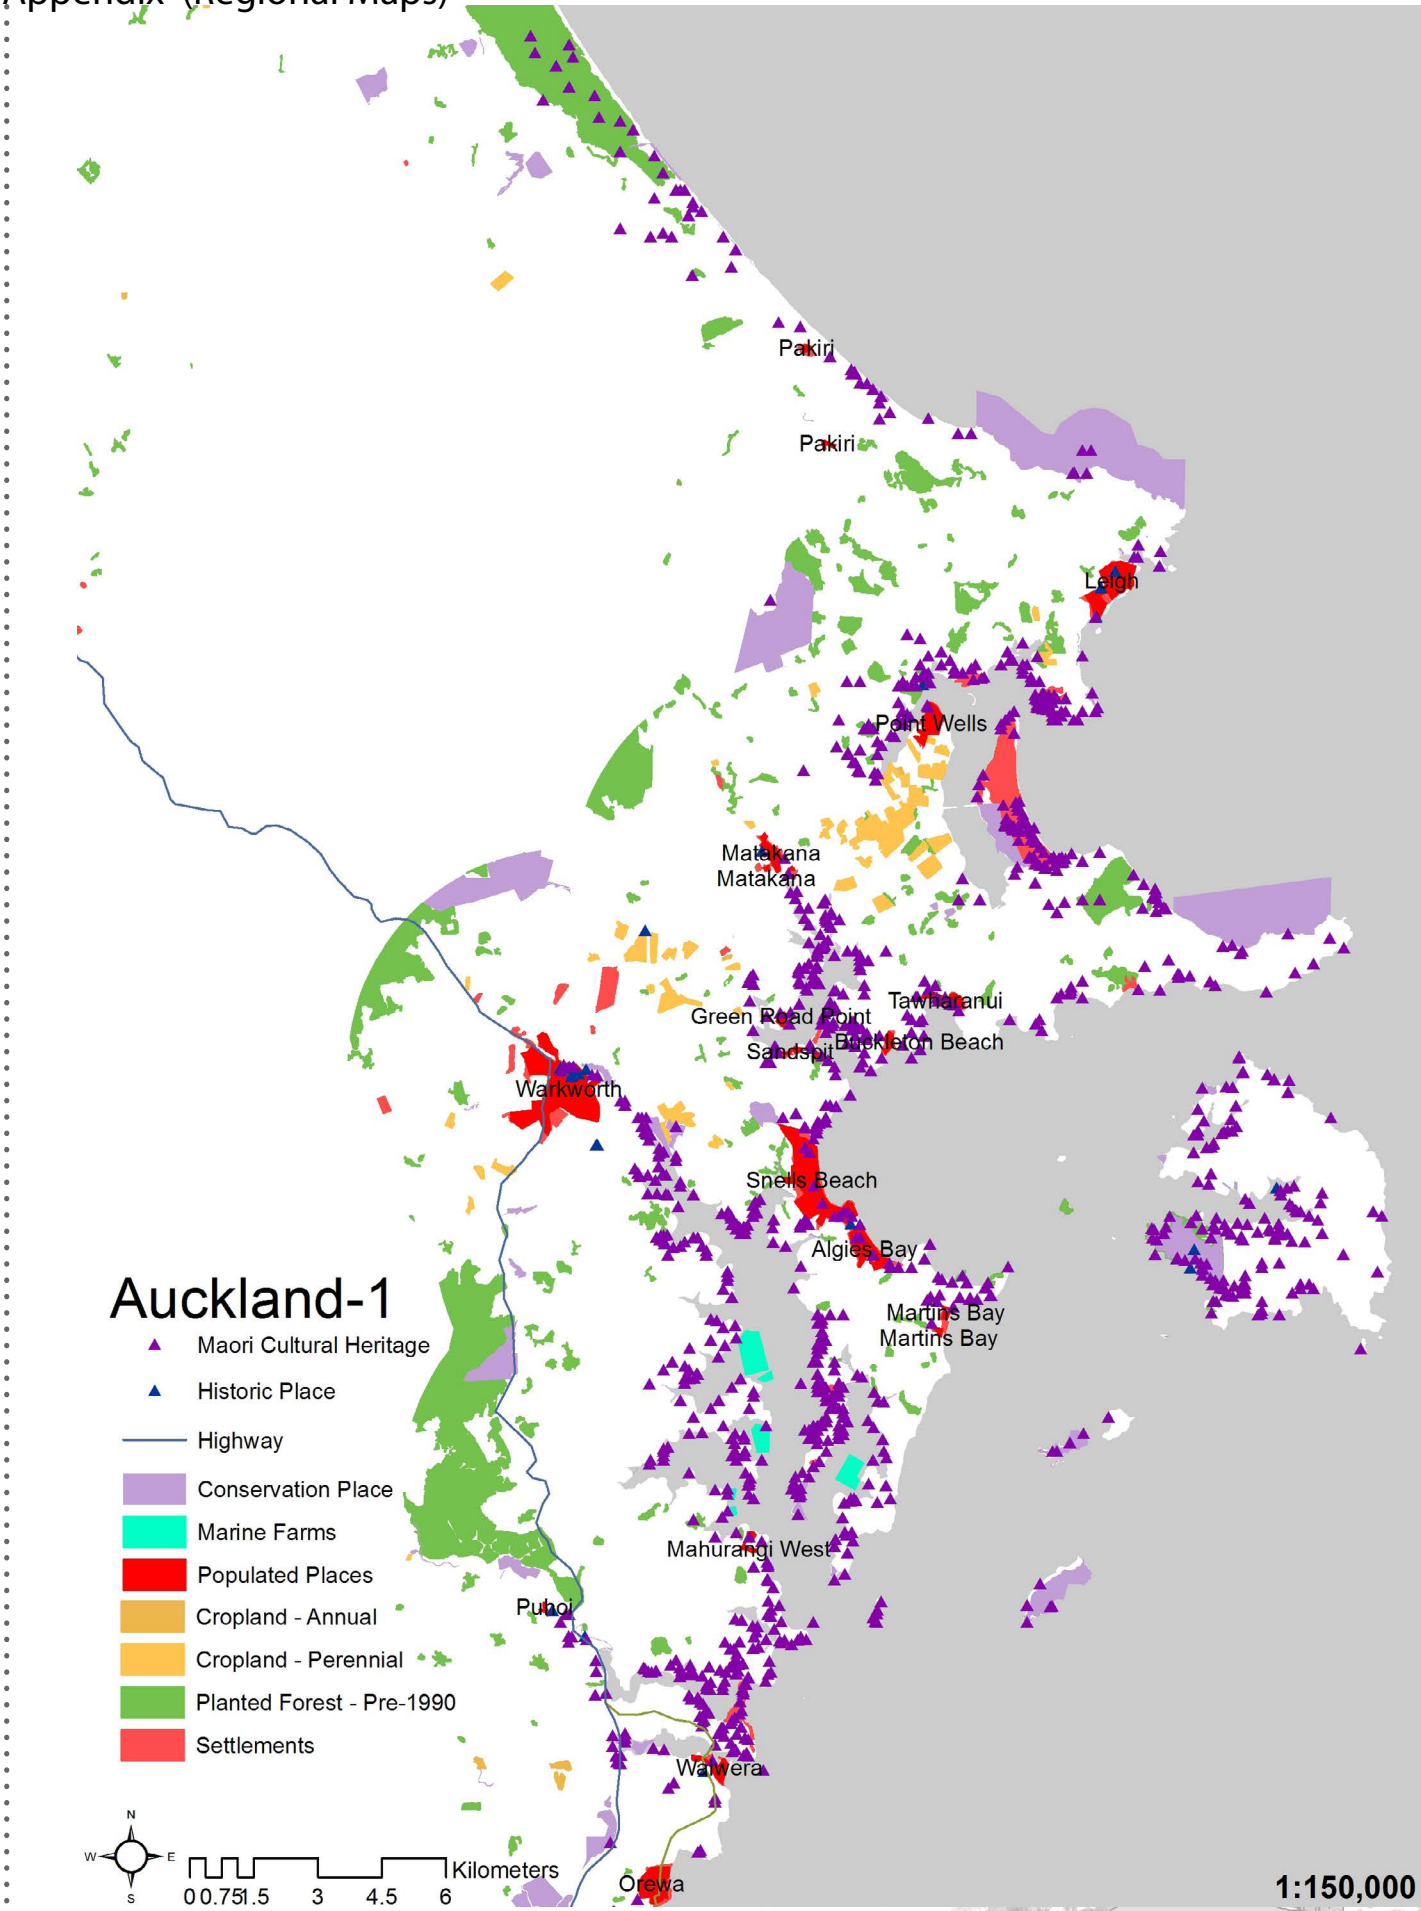 Appendix (Regional Maps)
Pakiri
Pakiri
Leigh
Point Wells
Matakana
Matakana
Tawharanui
Green Road Point
Buckleton Beach
Sandspit
Warkworth
Snells Beach
Algies Bay
Martins Bay
Martins Bay
Mahurangi West
Puhoi
Waiwera
Orewa
Auckland-1
Maori Cultural Heritage
Historic Place
Highway
Conservation Place
Marine Farms
Populated Places
Cropland - Annual
Cropland - Perennial
Planted Forest - Pre-1990
Settlements
N
W E
S
Kilometers
0 0.75 1.5 3 4.5 6
1:150,000